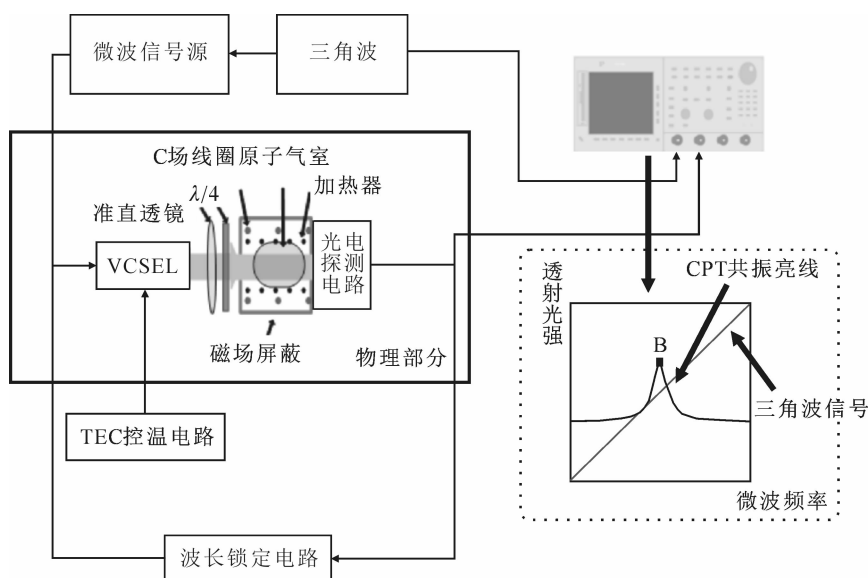 微波信号源
三角波
C场线圈原子气室
λ/4
加热器
准直透镜
VCSEL
光电
探测
电路
磁场屏蔽
物理部分
TEC控温电路
波长锁定电路
透射光强
CPT共振亮线
B
三角波信号
微波频率